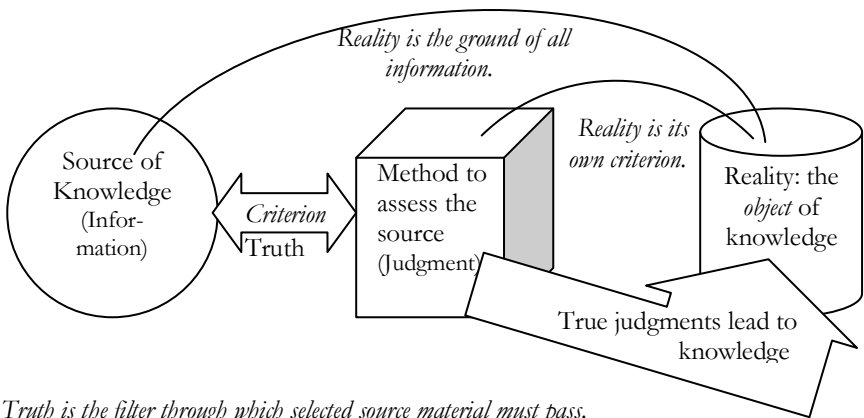 Reality is the ground of all
information.
Source of
Knowledge
(Infor-
mation)
Criterion
Truth
Method to
assess the
source
(Judgment)
Reality is its
own criterion.
Reality: the
object of
knowledge
True judgments lead to
knowledge
Truth is the filter through which selected source material must pass.